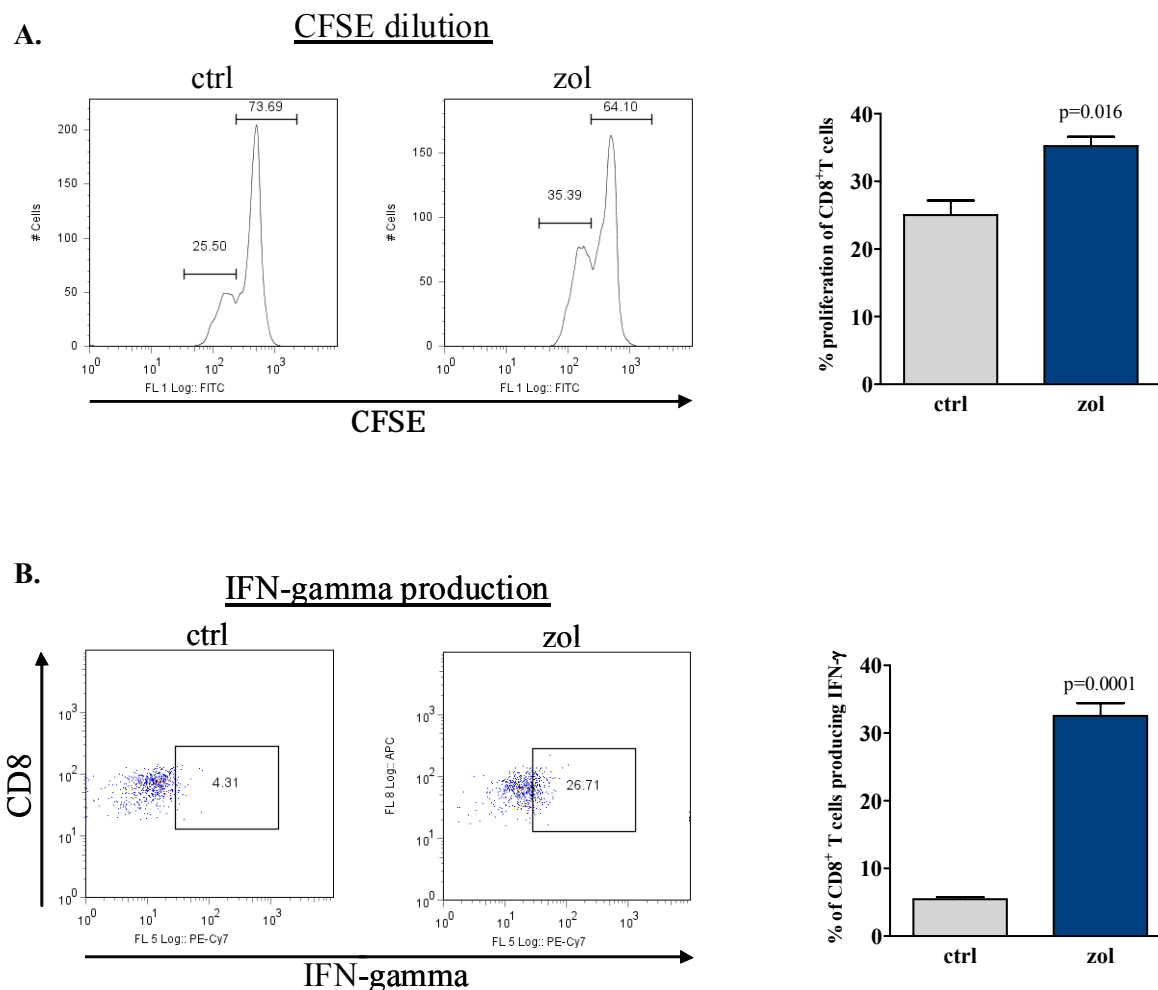 A.
CFSE dilution
ctrl
73.69
25.50
200
150
100
50
0
# Cells
10^0 10^1 10^2 10^3
FL 1 Log:: FITC
zol
64.10
35.39
150
100
50
0
# Cells
10^0 10^1 10^2 10^3
FL 1 Log:: FITC
CFSE
% proliferation of CD8+T cells
40
30
20
10
0
p=0.016
ctrl zol
B.
IFN-gamma production
ctrl
CD8
10^3
10^2
10^1
10^0
4.31
10^0 10^1 10^2 10^3
FL 5 Log:: PE-Cy7
zol
FL 8 Log:: APC
10^3
10^2
10^1
10^0
26.71
10^0 10^1 10^2 10^3
FL 5 Log:: PE-Cy7
IFN-gamma
% of CD8+ T cells producing IFN-γ
40
30
20
10
0
p=0.0001
ctrl zol